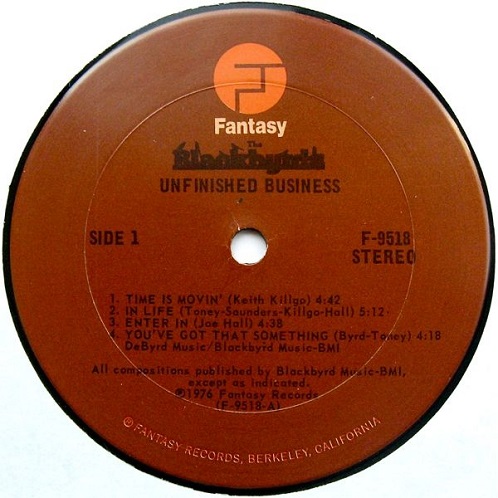 Fantasy
The
Blackbyrds
UNFINISHED BUSINESS
SIDE 1
F-9518
STEREO
1. TIME IS MOVIN' (Keith Killgo) 4:42
2. IN LIFE (Toney-Saunders-Killgo-Hall) 5:12
3. ENTER IN (Joe Hall) 4:38
4. YOU'VE GOT THAT SOMETHING (Byrd-Toney) 4:18
DeByrd Music/Blackbyrd Music-BMI
All compositions published by Blackbyrd Music-BMI,
except as indicated.
℗1976 Fantasy Records
(F-9518-A)
© FANTASY RECORDS, BERKELEY, CALIFORNIA